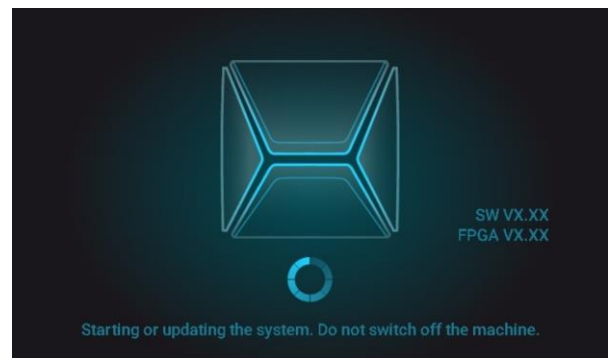 SW VX.XX
FPGA VX.XX
Starting or updating the system. Do not switch off the machine.